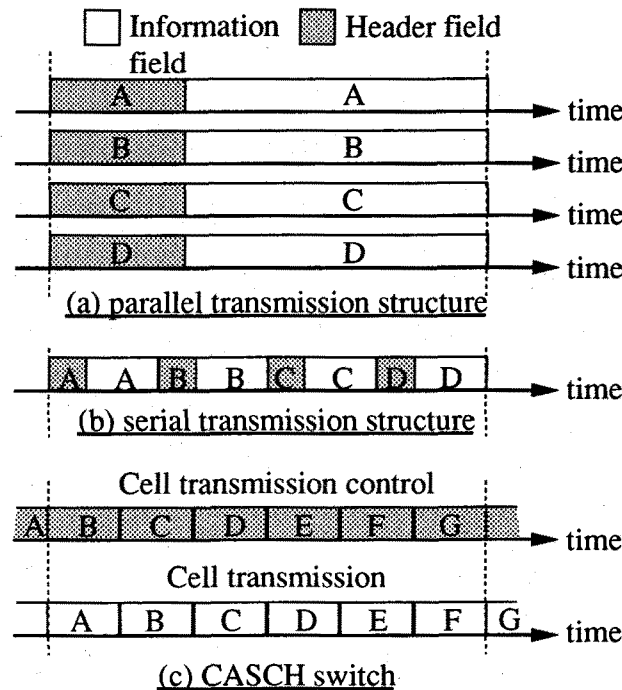 Information field
Header field
A A time
B B time
C C time
D D time
(a) parallel transmission structure
A A B B C C D D time
(b) serial transmission structure
Cell transmission control
A B C D E F G time
Cell transmission
A B C D E F G time
(c) CASCH switch